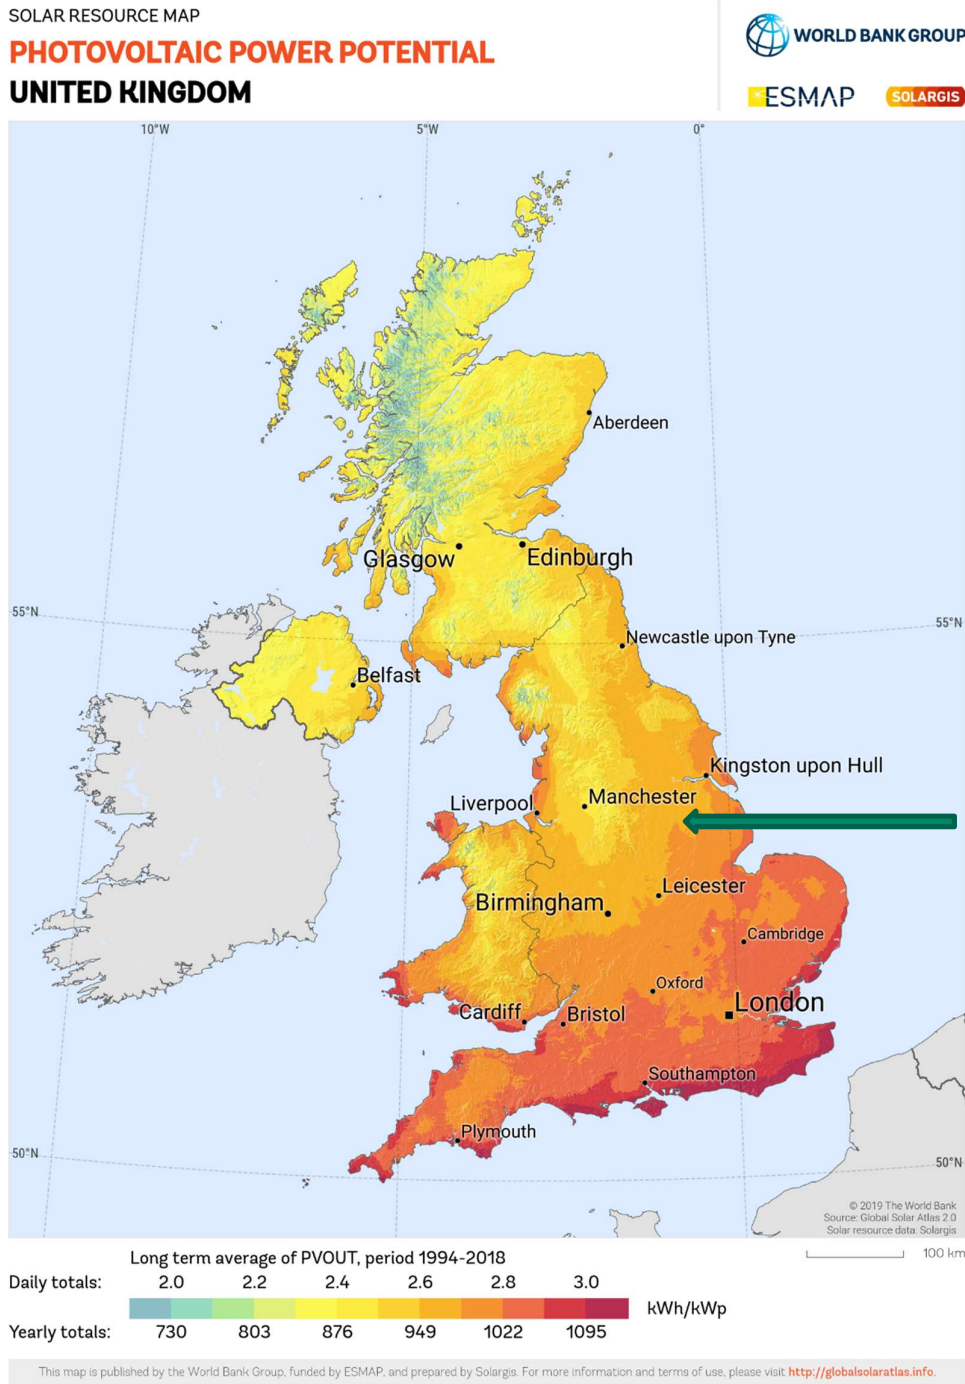 SOLAR RESOURCE MAP
PHOTOVOLTAIC POWER POTENTIAL
UNITED KINGDOM
WORLD BANK GROUP
ESMAP
SOLARGIS
10°W
5°W
0°
Aberdeen
Glasgow
Edinburgh
55°N
55°N
Newcastle upon Tyne
Belfast
Kingston upon Hull
Manchester
Liverpool
Leicester
Birmingham
Cambridge
Oxford
London
Cardiff
Bristol
Southampton
Plymouth
50°N
50°N
© 2019 The World Bank
Source: Global Solar Atlas 2.0
Solar resource data: Solargis
100 km
Long term average of PVOUT, period 1994-2018
Daily totals: 2.0 2.2 2.4 2.6 2.8 3.0
kWh/kWp
Yearly totals: 730 803 876 949 1022 1095
This map is published by the World Bank Group, funded by ESMAP, and prepared by Solargis. For more information and terms of use, please visit http://globalsolaratlas.info.